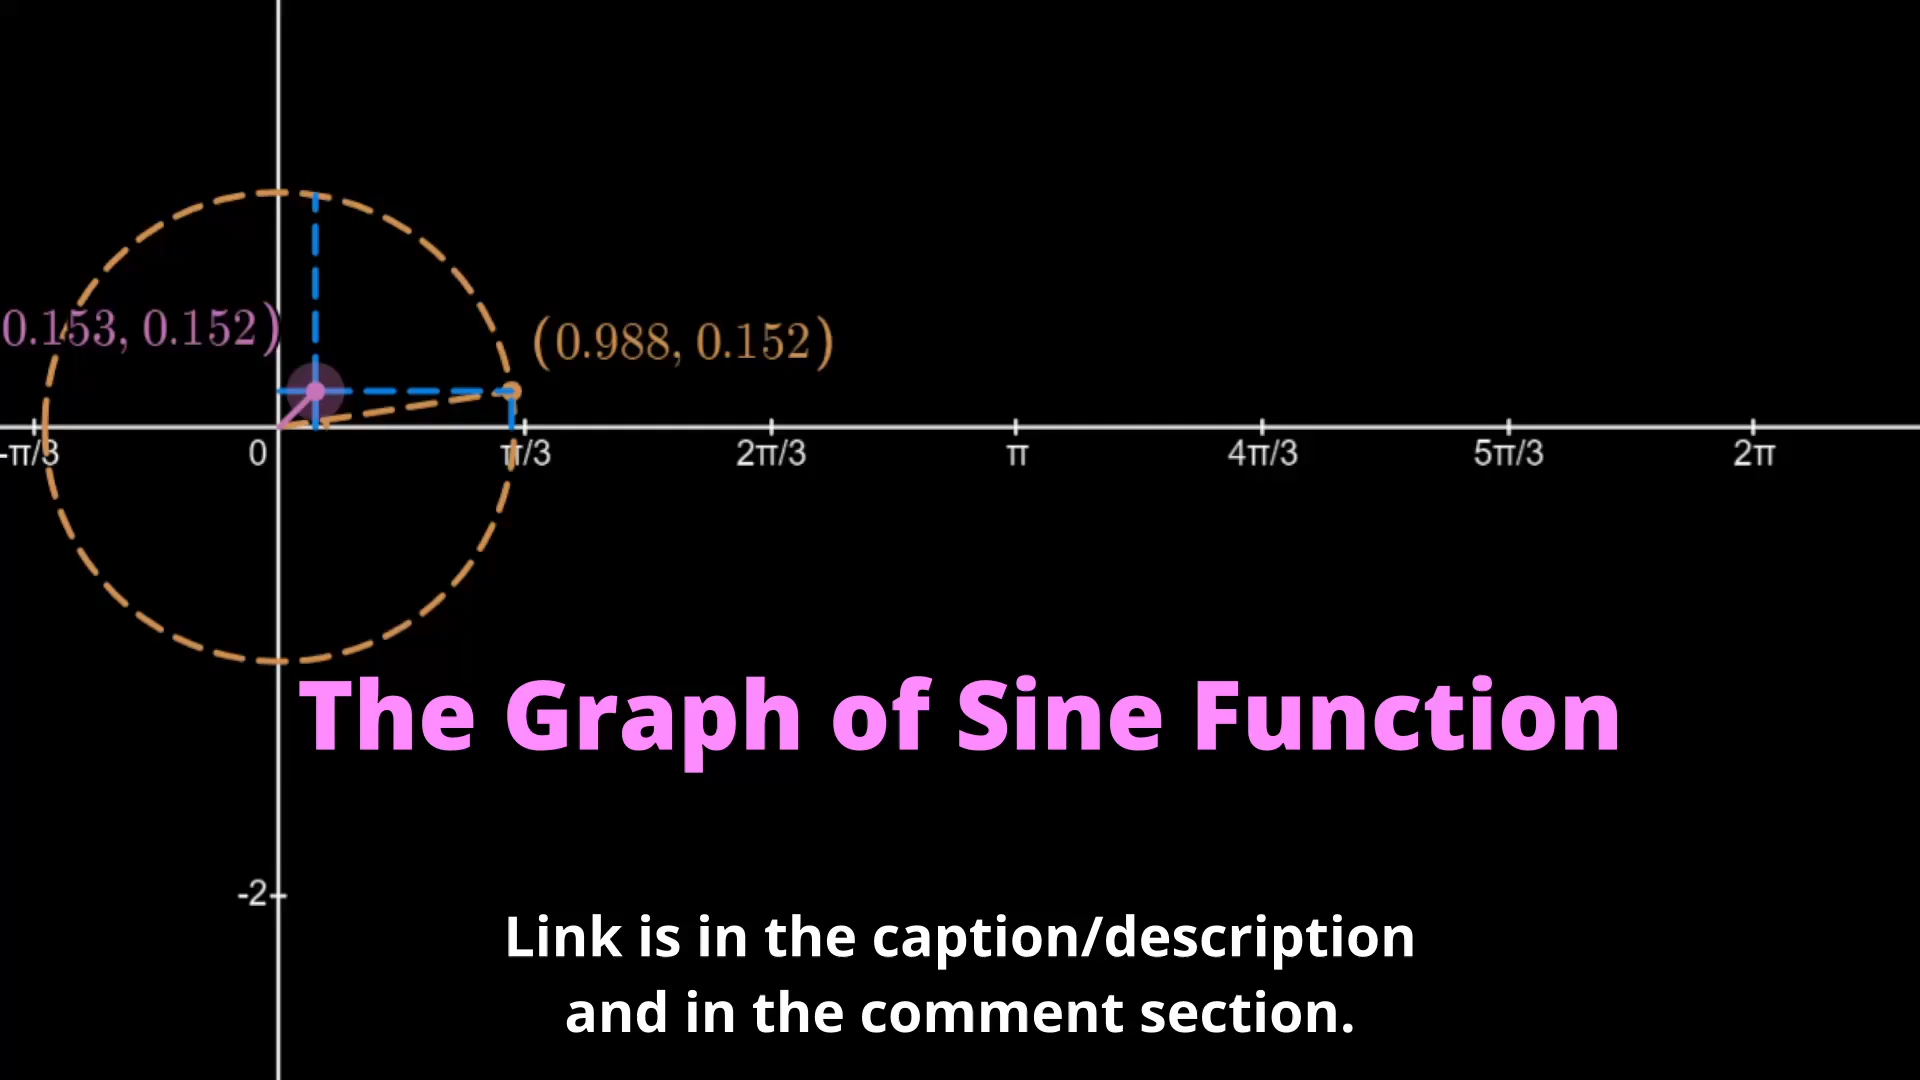 0.153, 0.152)
(0.988, 0.152)
-π/3 0 π/3 2π/3 π 4π/3 5π/3 2π
The Graph of Sine Function
-2
Link is in the caption/description
and in the comment section.